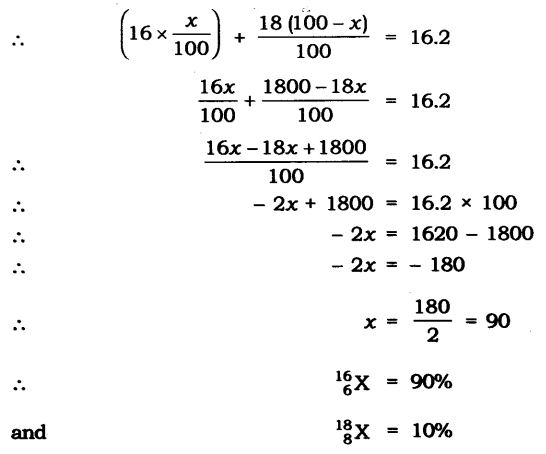 ∴ (16 × x/100) + 18 (100 – x)/100 = 16.2
16x/100 + 1800 – 18x/100 = 16.2
∴ 16x – 18x + 1800/100 = 16.2
∴ – 2x + 1800 = 16.2 × 100
∴ – 2x = 1620 – 1800
∴ – 2x = – 180
∴ x = 180/2 = 90
∴ ¹⁶₆X = 90%
and ¹⁸₈X = 10%